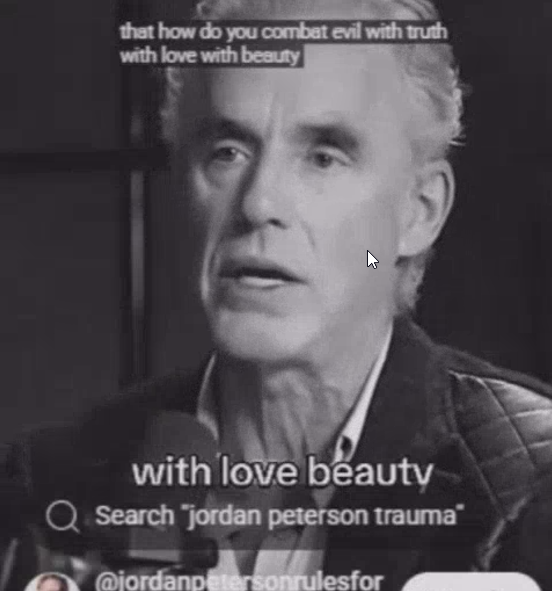 that how do you combat evil with truth
with love with beauty
with love beauty
Search "jordan peterson trauma"
@jordanpetersonrulesfor